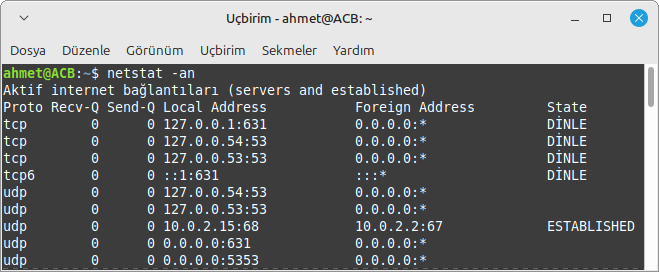 Uçbirim - ahmet@ACB: ~
Dosya Düzenle Görünüm Uçbirim Sekmeler Yardım
ahmet@ACB:~$ netstat -an
Aktif internet bağlantıları (servers and established)
Proto Recv-Q Send-Q Local Address Foreign Address State
tcp 0 0 127.0.0.1:631 0.0.0.0:* DİNLE
tcp 0 0 127.0.0.54:53 0.0.0.0:* DİNLE
tcp 0 0 127.0.0.53:53 0.0.0.0:* DİNLE
tcp6 0 0 ::1:631 :::* DİNLE
udp 0 0 127.0.0.54:53 0.0.0.0:*
udp 0 0 127.0.0.53:53 0.0.0.0:*
udp 0 0 10.0.2.15:68 10.0.2.2:67 ESTABLISHED
udp 0 0 0.0.0.0:631 0.0.0.0:*
udp 0 0 0.0.0.0:5353 0.0.0.0:*